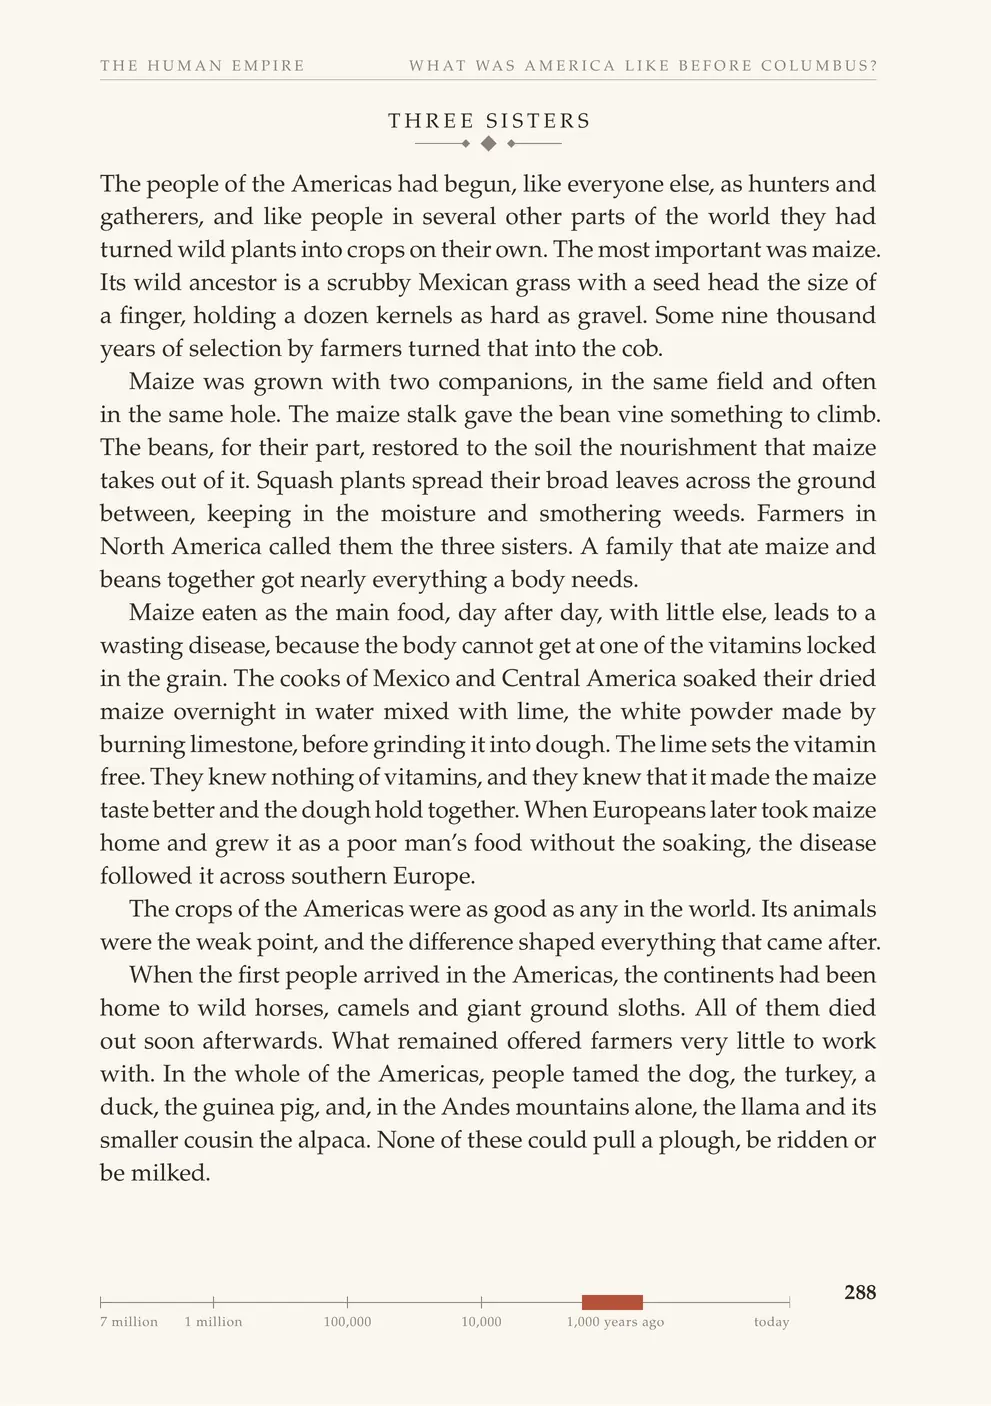 THE HUMAN EMPIRE
WHAT WAS AMERICA LIKE BEFORE COLUMBUS?
THREE SISTERS
The people of the Americas had begun, like everyone else, as hunters and
gatherers, and like people in several other parts of the world they had
turned wild plants into crops on their own. The most important was maize.
Its wild ancestor is a scrubby Mexican grass with a seed head the size of
a finger, holding a dozen kernels as hard as gravel. Some nine thousand
years of selection by farmers turned that into the cob.
Maize was grown with two companions, in the same field and often
in the same hole. The maize stalk gave the bean vine something to climb.
The beans, for their part, restored to the soil the nourishment that maize
takes out of it. Squash plants spread their broad leaves across the ground
between, keeping in the moisture and smothering weeds. Farmers in
North America called them the three sisters. A family that ate maize and
beans together got nearly everything a body needs.
Maize eaten as the main food, day after day, with little else, leads to a
wasting disease, because the body cannot get at one of the vitamins locked
in the grain. The cooks of Mexico and Central America soaked their dried
maize overnight in water mixed with lime, the white powder made by
burning limestone, before grinding it into dough. The lime sets the vitamin
free. They knew nothing of vitamins, and they knew that it made the maize
taste better and the dough hold together. When Europeans later took maize
home and grew it as a poor man’s food without the soaking, the disease
followed it across southern Europe.
The crops of the Americas were as good as any in the world. Its animals
were the weak point, and the difference shaped everything that came after.
When the first people arrived in the Americas, the continents had been
home to wild horses, camels and giant ground sloths. All of them died
out soon afterwards. What remained offered farmers very little to work
with. In the whole of the Americas, people tamed the dog, the turkey, a
duck, the guinea pig, and, in the Andes mountains alone, the llama and its
smaller cousin the alpaca. None of these could pull a plough, be ridden or
be milked.
288
7 million 1 million 100,000 10,000 1,000 years ago today